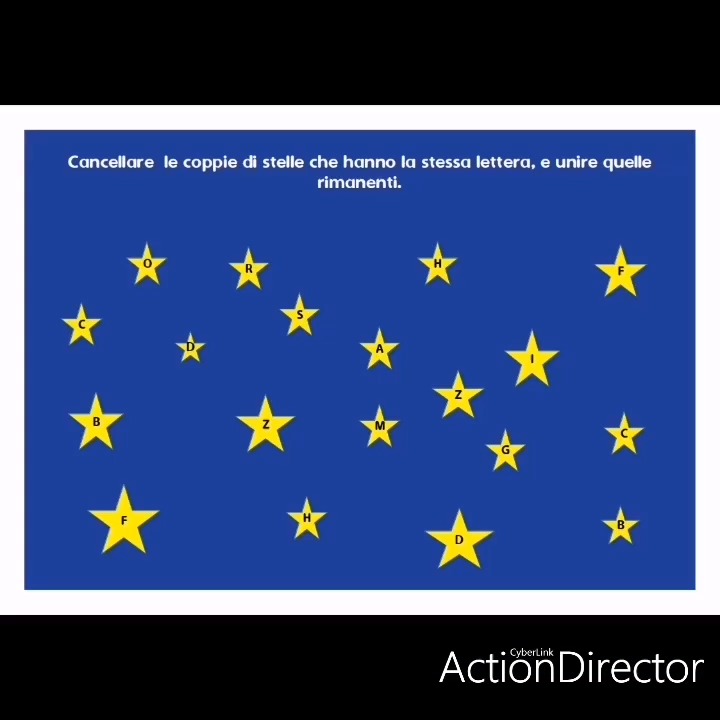 Cancellare le coppie di stelle che hanno la stessa lettera, e unire quelle
rimanenti.
O R H F
C S
D A I
Z
B Z M C
G
F H D B
CyberLink
ActionDirector